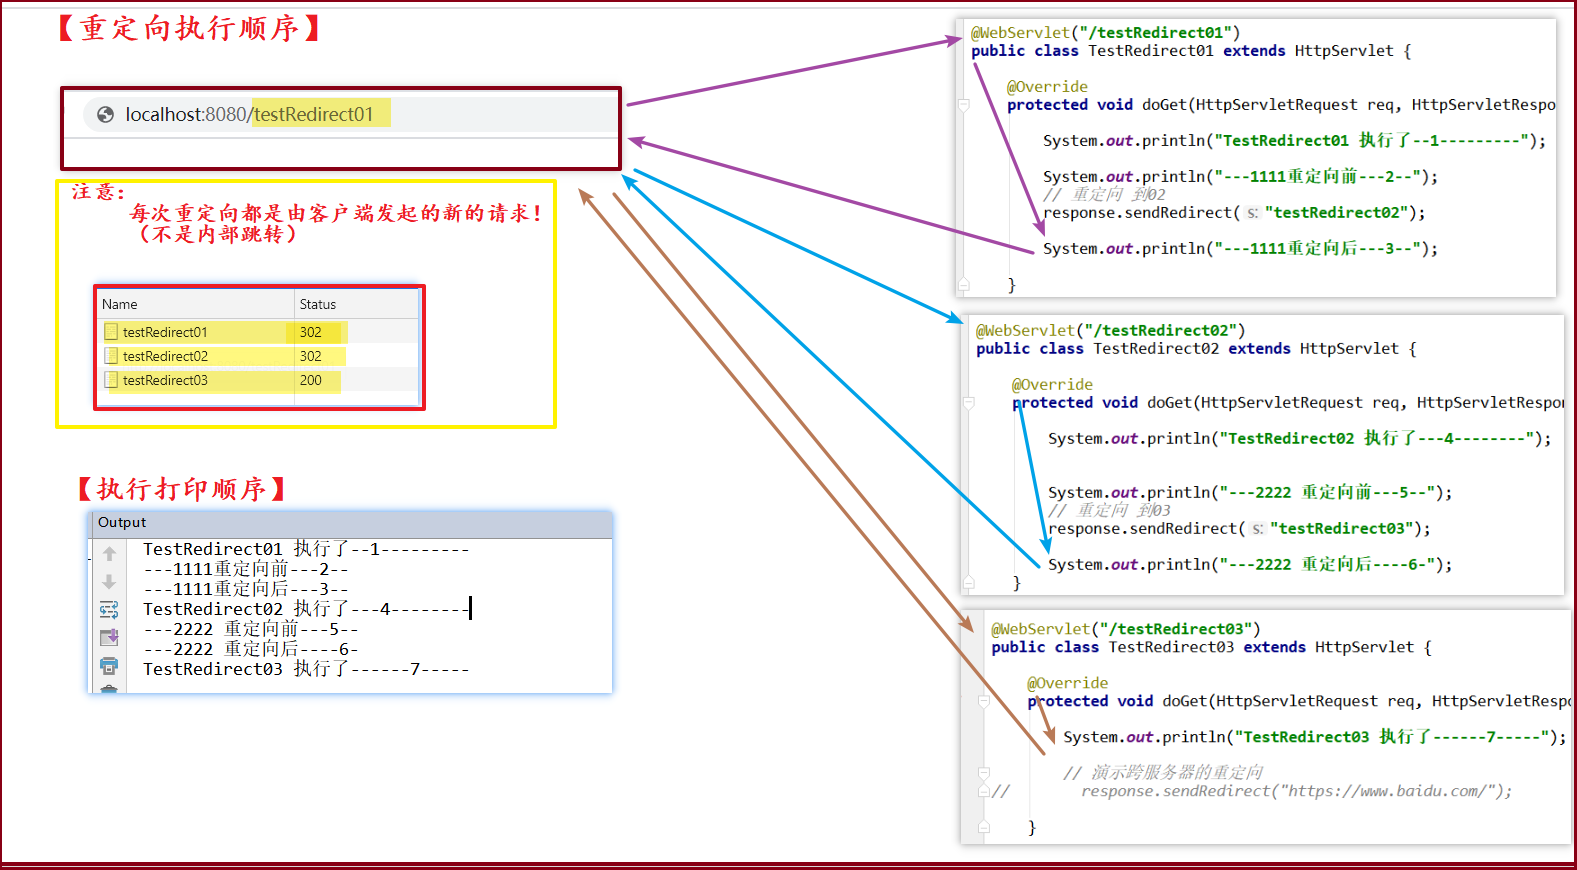 【重定向执行顺序】
localhost:8080/testRedirect01
注意：
每次重定向都是由客户端发起的新的请求！
（不是内部跳转）
Name Status
testRedirect01 302
testRedirect02 302
testRedirect03 200
【执行打印顺序】
Output
TestRedirect01 执行了--1---------
---1111重定向前---2--
---1111重定向后---3--
TestRedirect02 执行了---4--------
---2222 重定向前---5--
---2222 重定向后----6-
TestRedirect03 执行了------7-----
@WebServlet("/testRedirect01")
public class TestRedirect01 extends HttpServlet {
@Override
protected void doGet(HttpServletRequest req, HttpServletRespo
System.out.println("TestRedirect01 执行了--1---------");
System.out.println("---1111重定向前---2--");
// 重定向 到02
response.sendRedirect( s: "testRedirect02");
System.out.println("---1111重定向后---3--");
}
@WebServlet("/testRedirect02")
public class TestRedirect02 extends HttpServlet {
@Override
protected void doGet(HttpServletRequest req, HttpServletRespon
System.out.println("TestRedirect02 执行了---4--------");
System.out.println("---2222 重定向前---5--");
// 重定向 到03
response.sendRedirect( s: "testRedirect03");
System.out.println("---2222 重定向后----6-");
}
@WebServlet("/testRedirect03")
public class TestRedirect03 extends HttpServlet {
@Override
protected void doGet(HttpServletRequest req, HttpServletRespo
System.out.println("TestRedirect03 执行了------7-----");
// 演示跨服务器的重定向
// response.sendRedirect("https://www.baidu.com/");
}